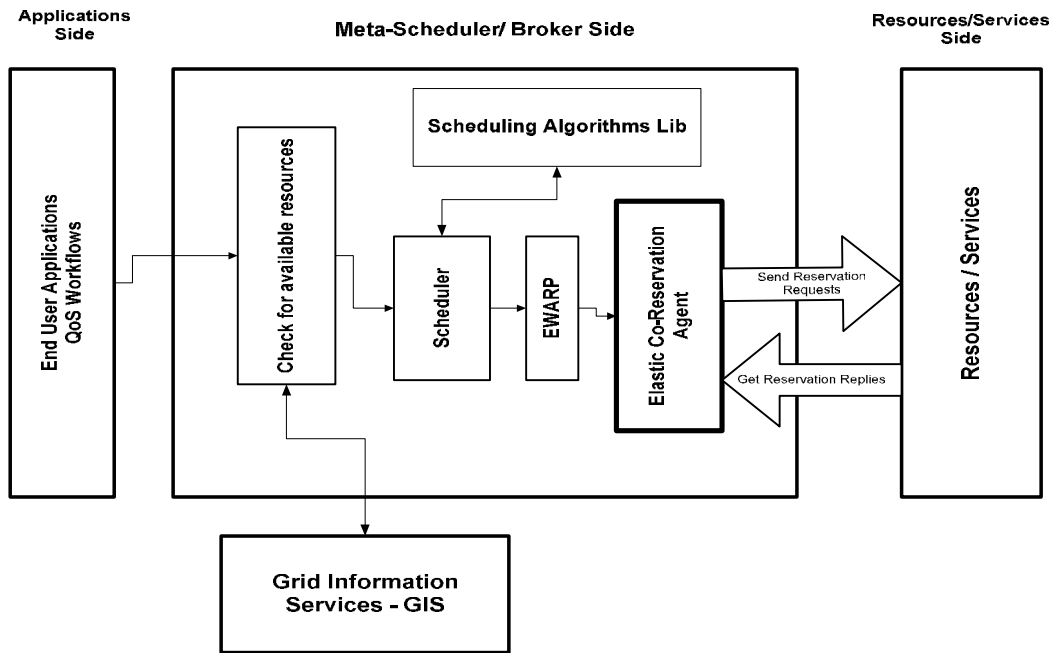 Applications
Side
Meta-Scheduler/ Broker Side
Resources/Services
Side
End User Applications
QoS Workflows
Check for available resources
Scheduling Algorithms Lib
Scheduler
EWARP
Elastic Co-Reservation
Agent
Send Reservation
Requests
Get Reservation Replies
Resources / Services
Grid Information
Services - GIS